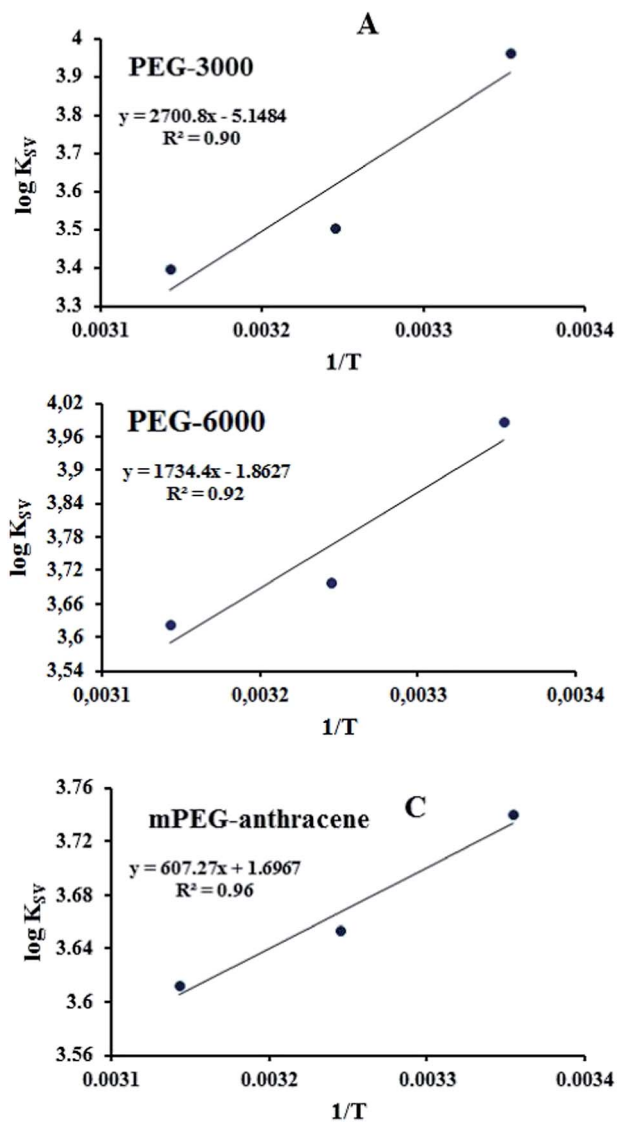 A
PEG-3000
y = 2700.8x - 5.1484
R² = 0.90
log K_SV
4
3.9
3.8
3.7
3.6
3.5
3.4
3.3
0.0031 0.0032 0.0033 0.0034
1/T
PEG-6000
y = 1734.4x - 1.8627
R² = 0.92
log K_SV
4,02
3,96
3,9
3,84
3,78
3,72
3,66
3,6
3,54
0,0031 0,0032 0,0033 0,0034
1/T
C
mPEG-anthracene
y = 607.27x + 1.6967
R² = 0.96
log K_SV
3.76
3.72
3.68
3.64
3.6
3.56
0.0031 0.0032 0.0033 0.0034
1/T